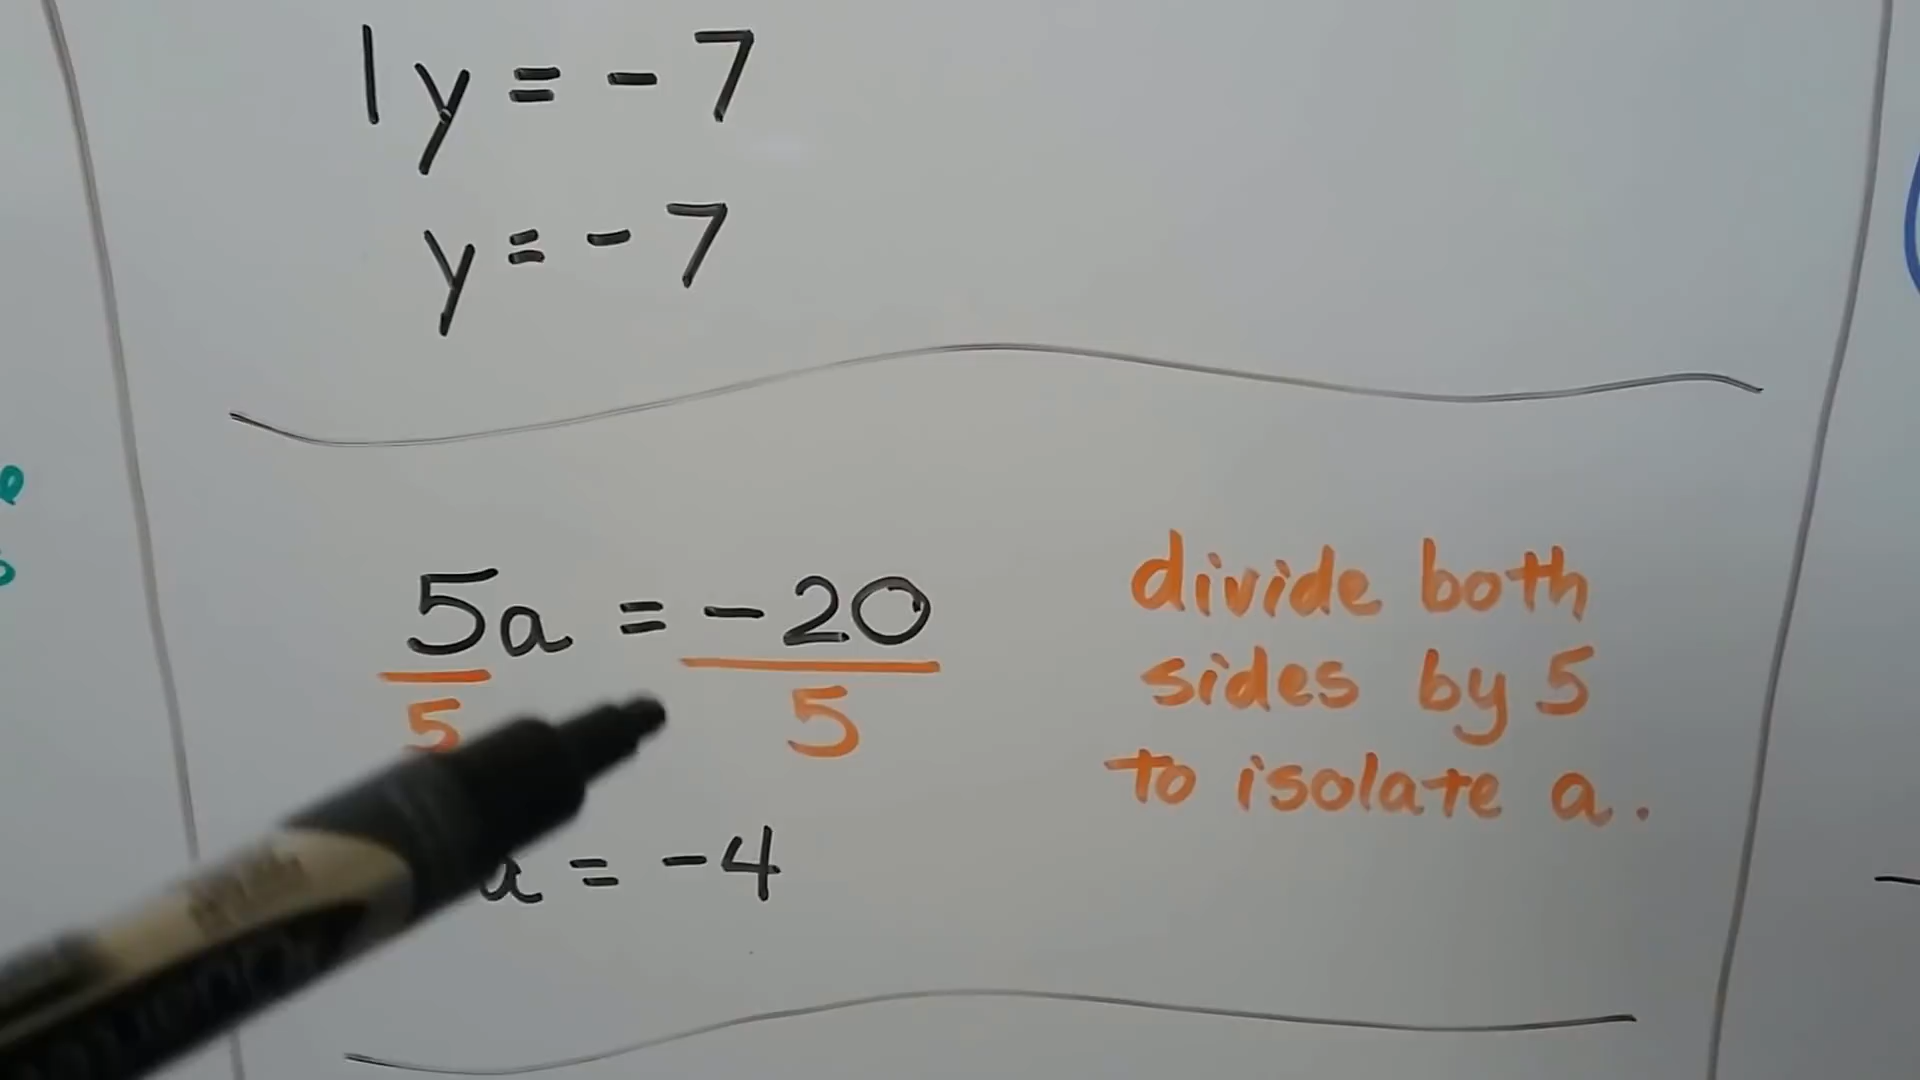 1y = -7
y = -7
5a = -20
5 5
a = -4
divide both
sides by 5
to isolate a.